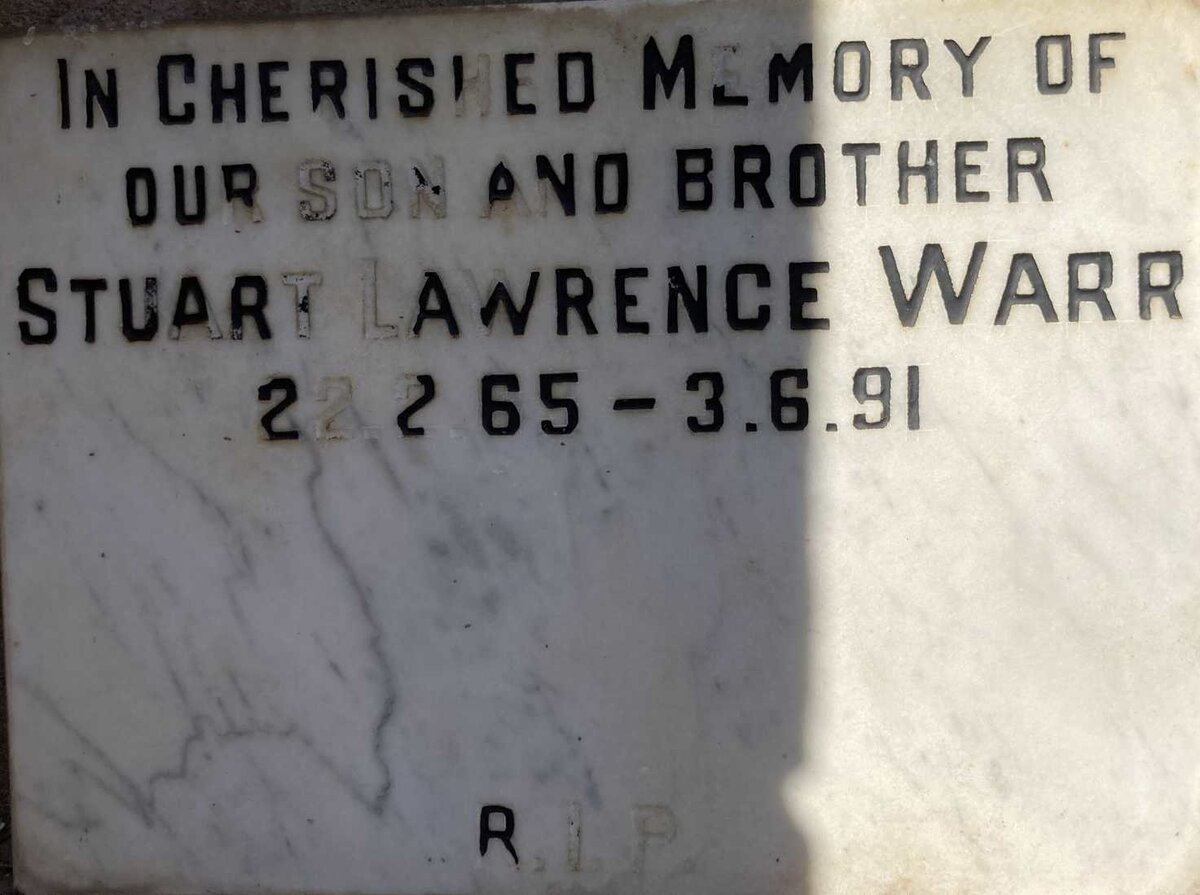 IN CHERISHED MEMORY OF
OUR SON AND BROTHER
STUART LAWRENCE WARR
22.2.65 – 3.6.91
R.I.P.